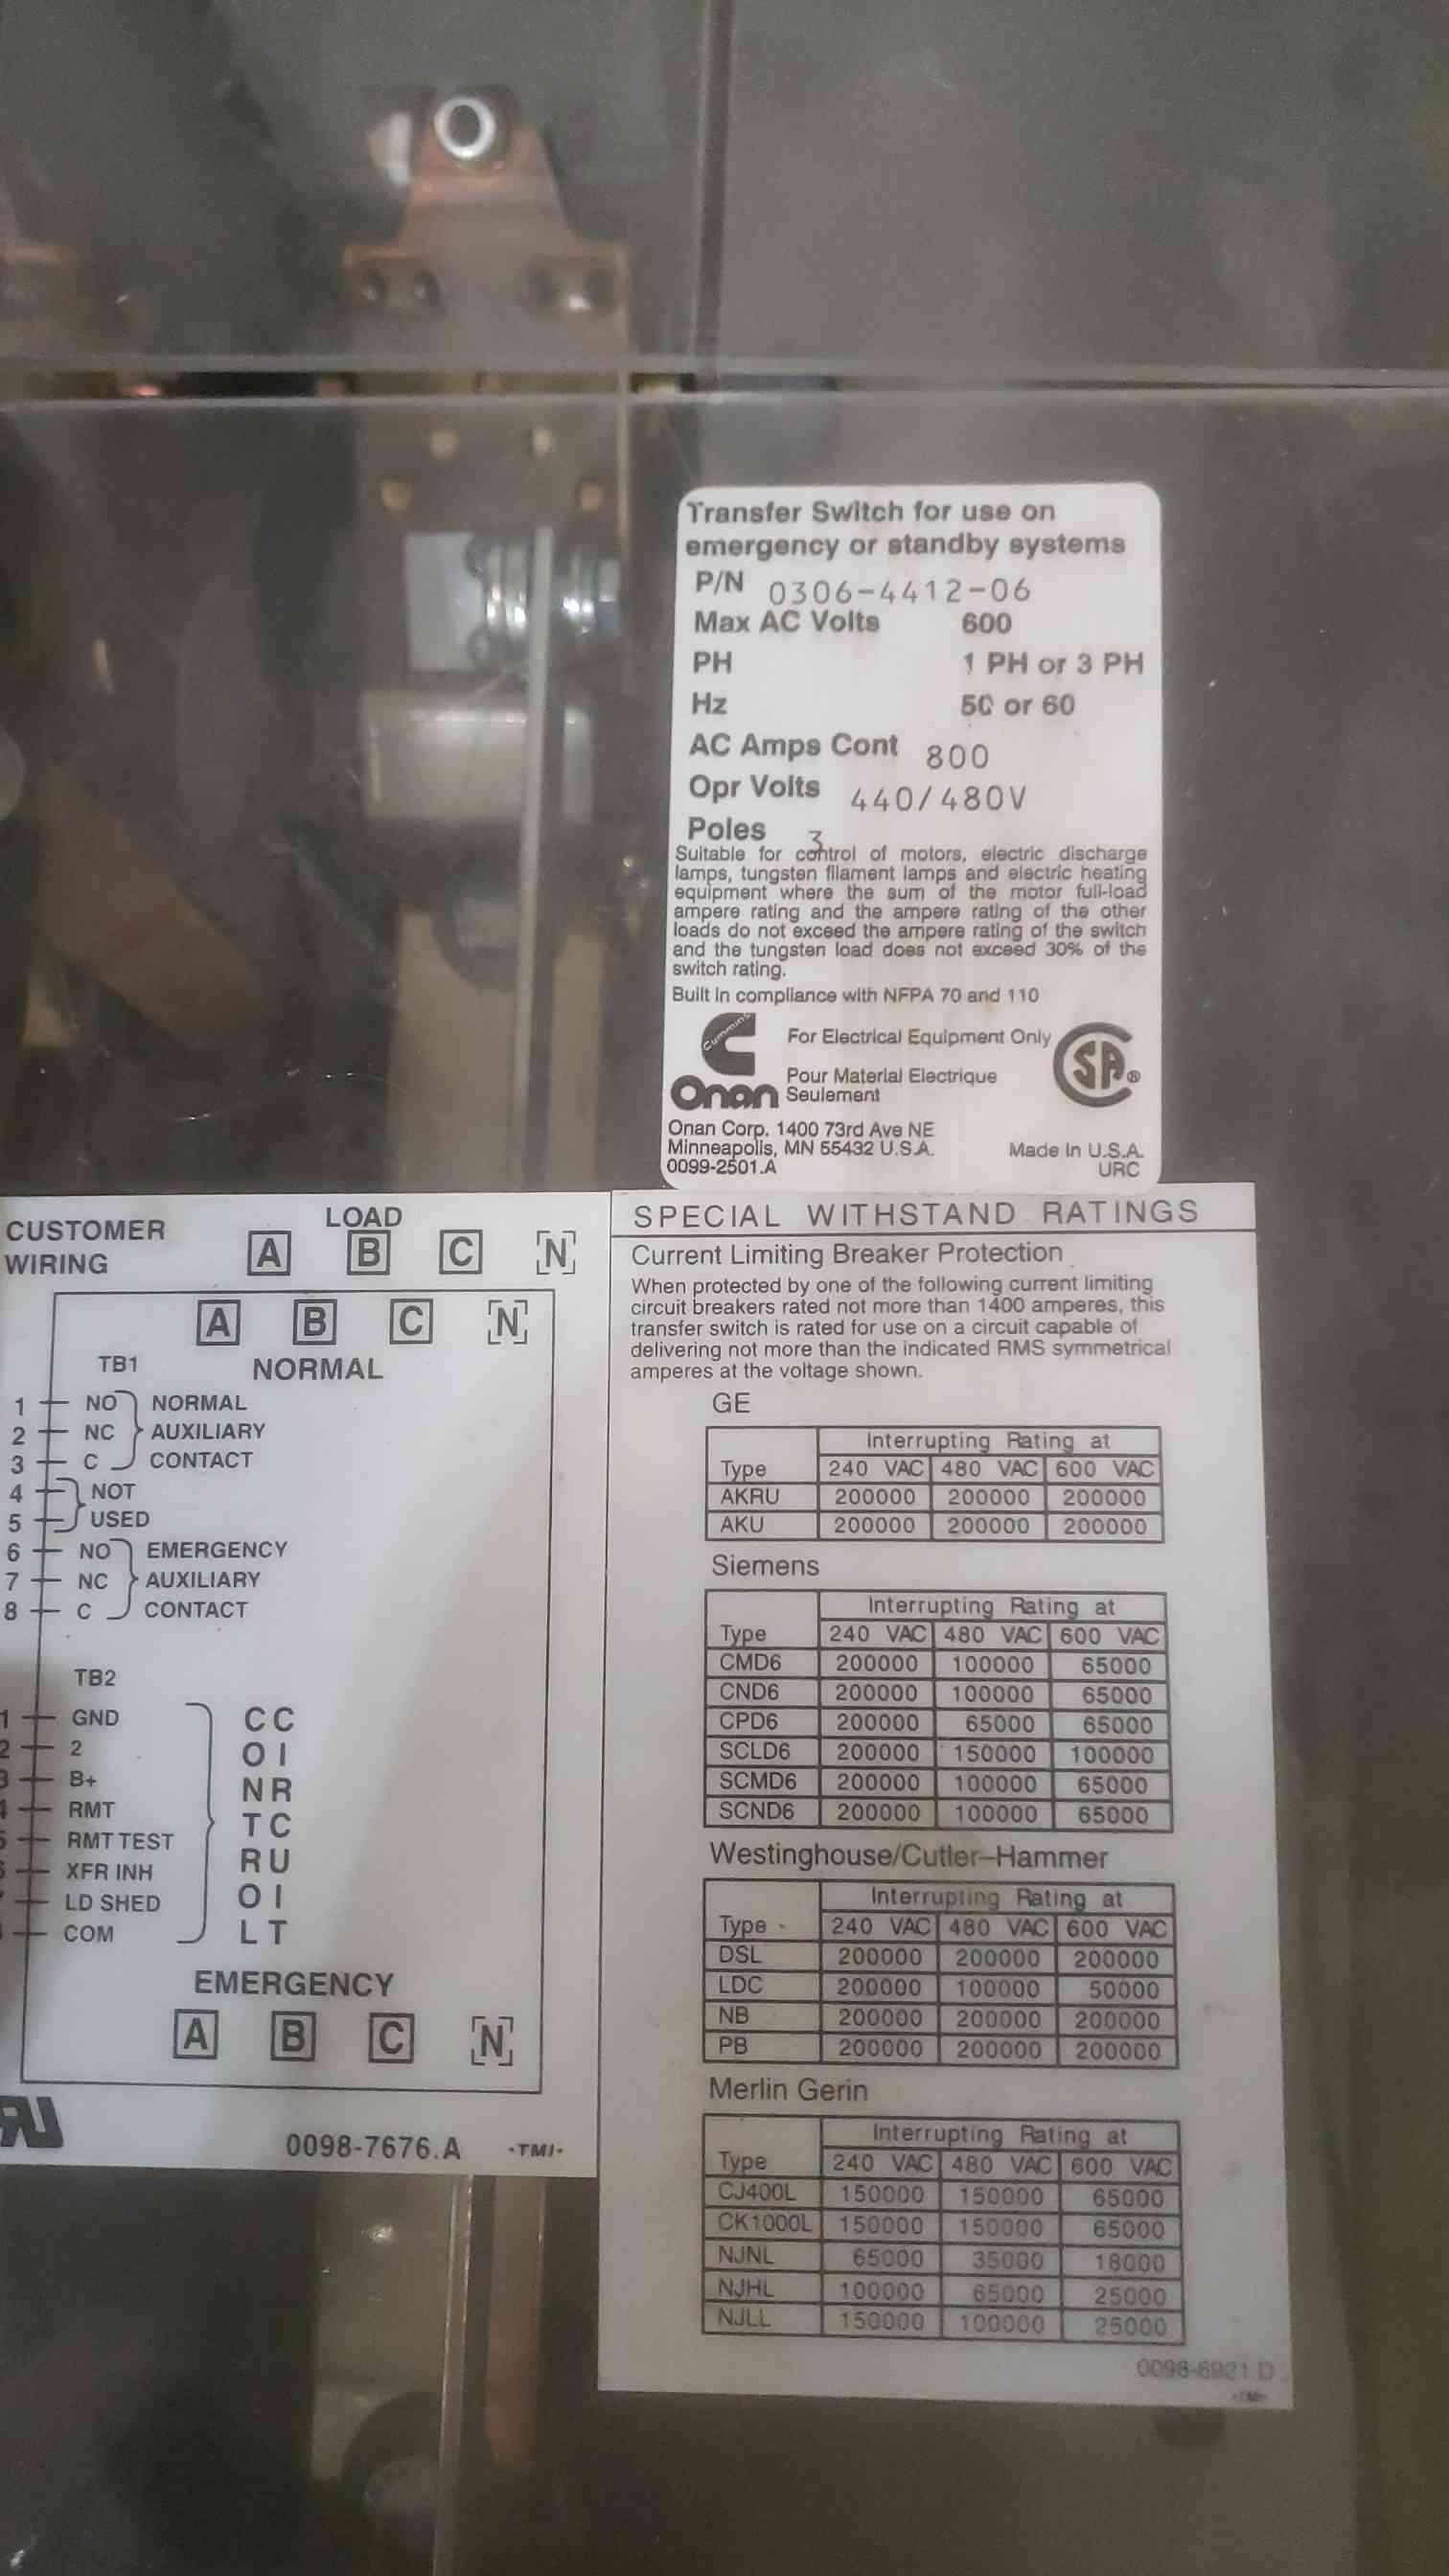 Transfer Switch for use on
emergency or standby systems
P/N 0306-4412-06
Max AC Volts 600
PH 1 PH or 3 PH
Hz 50 or 60
AC Amps Cont 800
Opr Volts 440/480V
Poles 3
Suitable for control of motors, electric discharge
lamps, tungsten filament lamps and electric heating
equipment where the sum of the motor full-load
ampere rating and the ampere rating of the other
loads do not exceed the ampere rating of the switch
and the tungsten load does not exceed 30% of the
switch rating.
Built in compliance with NFPA 70 and 110
Cummins
Onan
For Electrical Equipment Only
Pour Material Electrique
Seulement
SA®
Onan Corp. 1400 73rd Ave NE
Minneapolis, MN 55432 U.S.A.
0099-2501.A
Made in U.S.A.
URC
CUSTOMER
WIRING
LOAD
A B C N
A B C N
NORMAL
TB1
1 NO NORMAL
2 NC AUXILIARY
3 C CONTACT
4 NOT
5 USED
6 NO EMERGENCY
7 NC AUXILIARY
8 C CONTACT
TB2
1 GND
2 2
3 B+
RMT
RMT TEST
XFR INH
LD SHED
COM
C C
O I
N R
T C
R U
O I
L T
EMERGENCY
A B C N
0098-7676.A -TMI-
SPECIAL WITHSTAND RATINGS
Current Limiting Breaker Protection
When protected by one of the following current limiting
circuit breakers rated not more than 1400 amperes, this
transfer switch is rated for use on a circuit capable of
delivering not more than the indicated RMS symmetrical
amperes at the voltage shown.
GE
Interrupting Rating at
Type 240 VAC 480 VAC 600 VAC
AKRU 200000 200000 200000
AKU 200000 200000 200000
Siemens
Interrupting Rating at
Type 240 VAC 480 VAC 600 VAC
CMD6 200000 100000 65000
CND6 200000 100000 65000
CPD6 200000 65000 65000
SCLD6 200000 150000 100000
SCMD6 200000 100000 65000
SCND6 200000 100000 65000
Westinghouse/Cutler-Hammer
Interrupting Rating at
Type 240 VAC 480 VAC 600 VAC
DSL 200000 200000 200000
LDC 200000 100000 50000
NB 200000 200000 200000
PB 200000 200000 200000
Merlin Gerin
Interrupting Rating at
Type 240 VAC 480 VAC 600 VAC
CJ400L 150000 150000 65000
CK1000L 150000 150000 65000
NJNL 65000 35000 18000
NJHL 100000 65000 25000
NJLL 150000 100000 25000
0098-6921.D
-TMI-